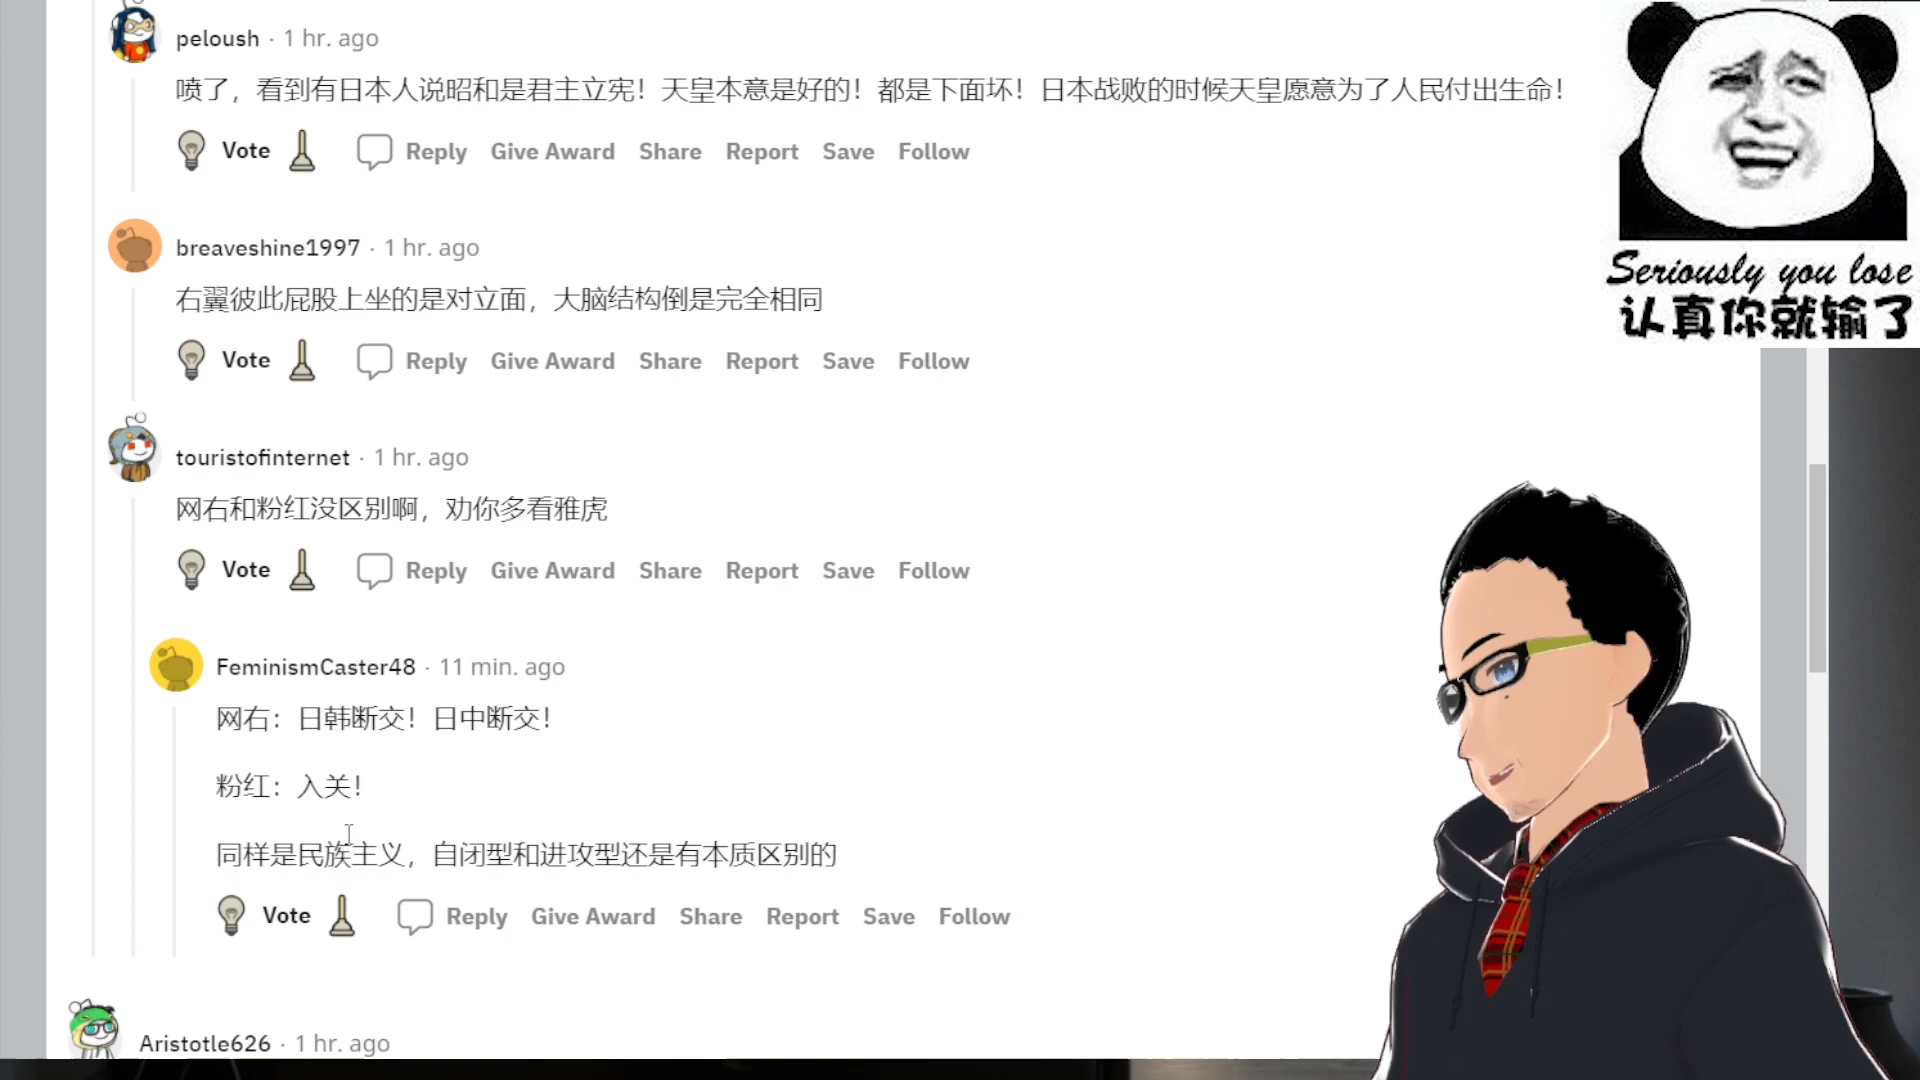 peloush · 1 hr. ago
喷了，看到有日本人说昭和是君主立宪！天皇本意是好的！都是下面坏！日本战败的时候天皇愿意为了人民付出生命！
Vote Reply Give Award Share Report Save Follow
breaveshine1997 · 1 hr. ago
右翼彼此屁股上坐的是对立面，大脑结构倒是完全相同
Vote Reply Give Award Share Report Save Follow
touristofinternet · 1 hr. ago
网右和粉红没区别啊，劝你多看雅虎
Vote Reply Give Award Share Report Save Follow
FeminismCaster48 · 11 min. ago
网右：日韩断交！日中断交！
粉红：入关！
同样是民族主义，自闭型和进攻型还是有本质区别的
Vote Reply Give Award Share Report Save Follow
Aristotle626 · 1 hr. ago
Seriously you lose
认真你就输了